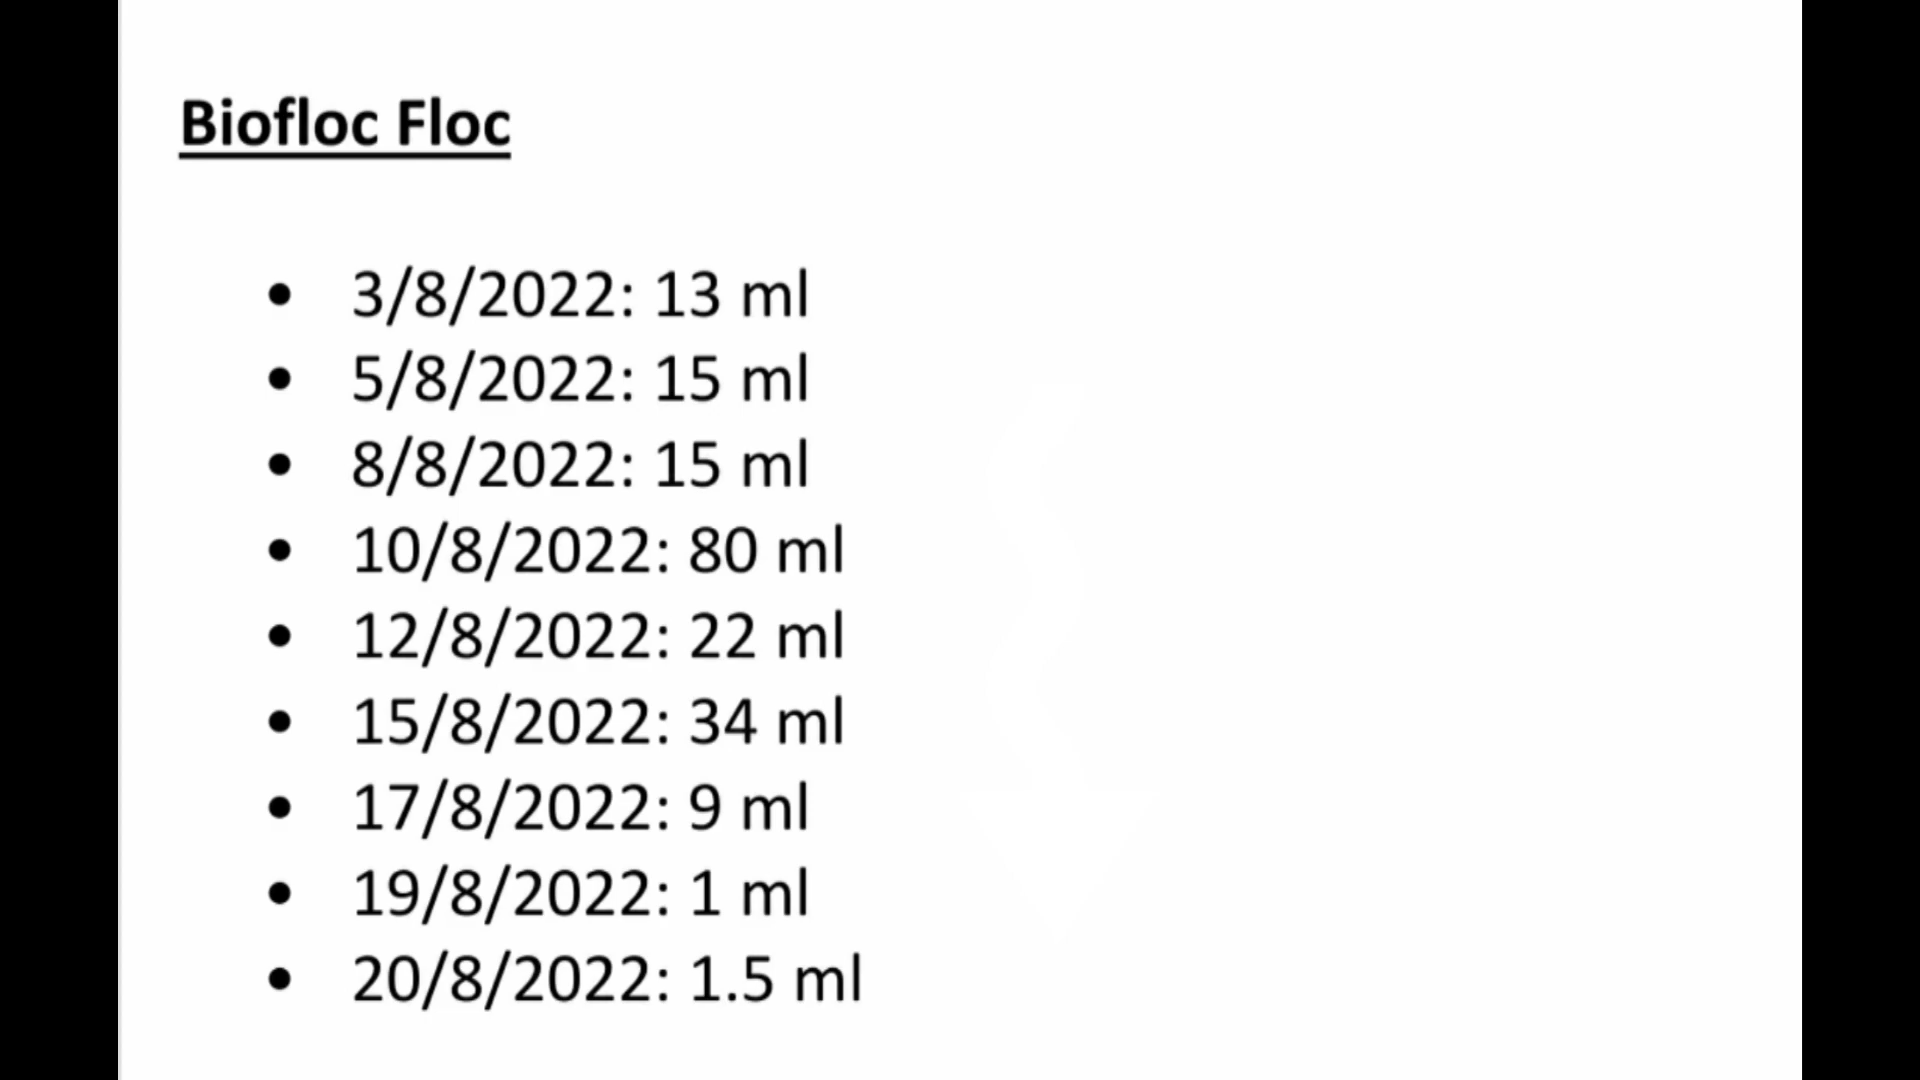 Biofloc Floc
• 3/8/2022: 13 ml
• 5/8/2022: 15 ml
• 8/8/2022: 15 ml
• 10/8/2022: 80 ml
• 12/8/2022: 22 ml
• 15/8/2022: 34 ml
• 17/8/2022: 9 ml
• 19/8/2022: 1 ml
• 20/8/2022: 1.5 ml